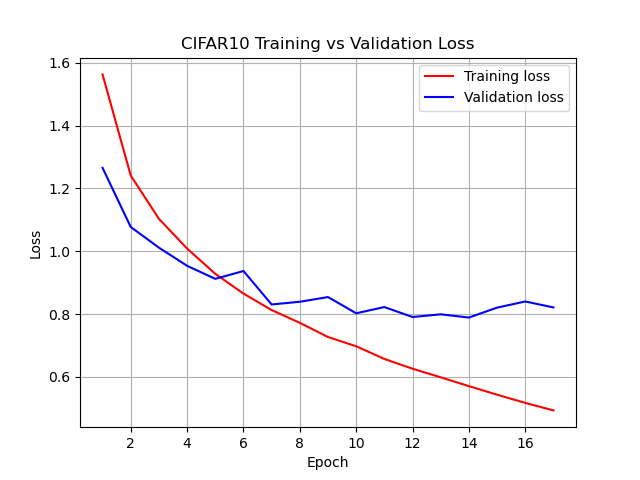 CIFAR10 Training vs Validation Loss
Training loss
Validation loss
Loss
1.6
1.4
1.2
1.0
0.8
0.6
2 4 6 8 10 12 14 16
Epoch